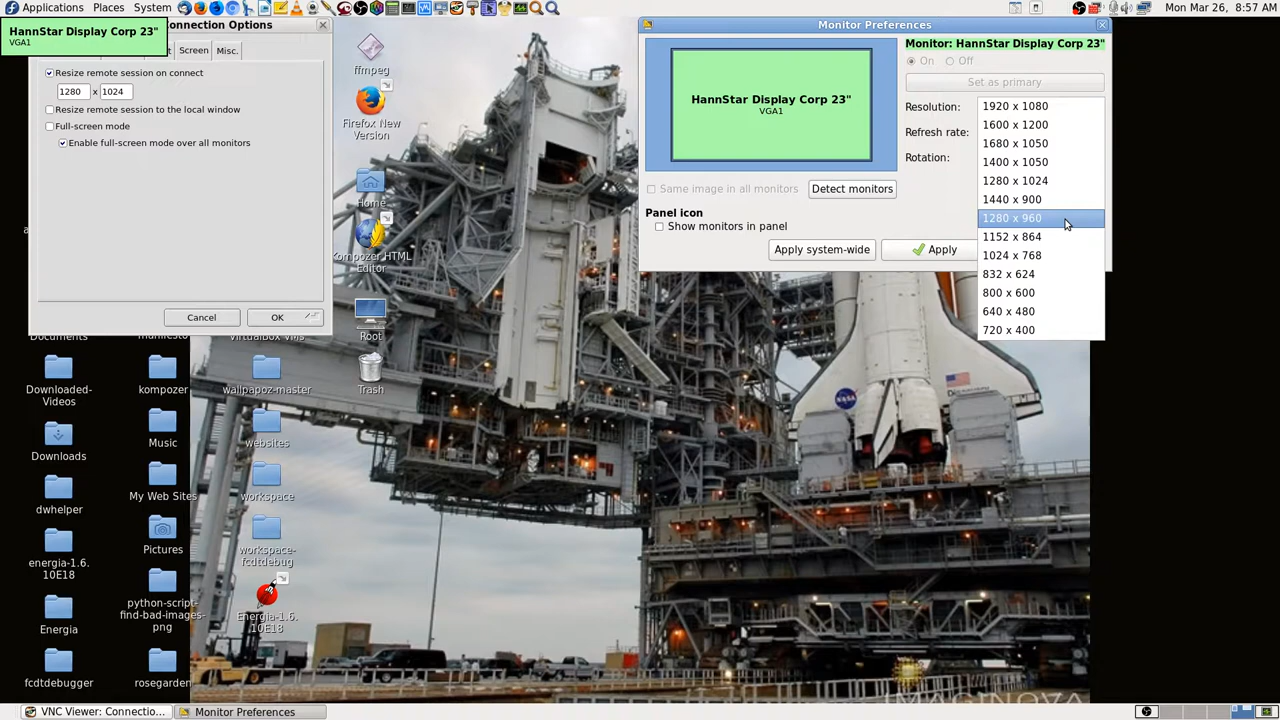 Applications Places System
Mon Mar 26, 8:57 AM
HannStar Display Corp 23"
VGA1
onnection Options
Screen
Misc.
Resize remote session on connect
1280 x 1024
Resize remote session to the local window
Full-screen mode
Enable full-screen mode over all monitors
Cancel
OK
Monitor Preferences
HannStar Display Corp 23"
VGA1
Monitor: HannStar Display Corp 23"
On Off
Set as primary
Resolution:
Refresh rate:
Rotation:
1920 x 1080
1600 x 1200
1680 x 1050
1400 x 1050
1280 x 1024
1440 x 900
1280 x 960
1152 x 864
1024 x 768
832 x 624
800 x 600
640 x 480
720 x 400
Same image in all monitors
Detect monitors
Panel icon
Show monitors in panel
Apply system-wide
Apply
ffmpeg
Firefox New
Version
Home
Kompozer HTML
Editor
Root
Trash
Documents
manifesto
VirtualBox VMs
Downloaded-
Videos
kompozer
wallpapoz-master
Downloads
Music
websites
dwhelper
My Web Sites
workspace
energia-1.6.
10E18
Pictures
workspace-
fcdtdebug
Energia
python-script-
find-bad-images-
png
Energia-1.6.
10E18
fcdtdebugger
rosegarden
NASA
IMAGINOVA
VNC Viewer: Connectio...
Monitor Preferences